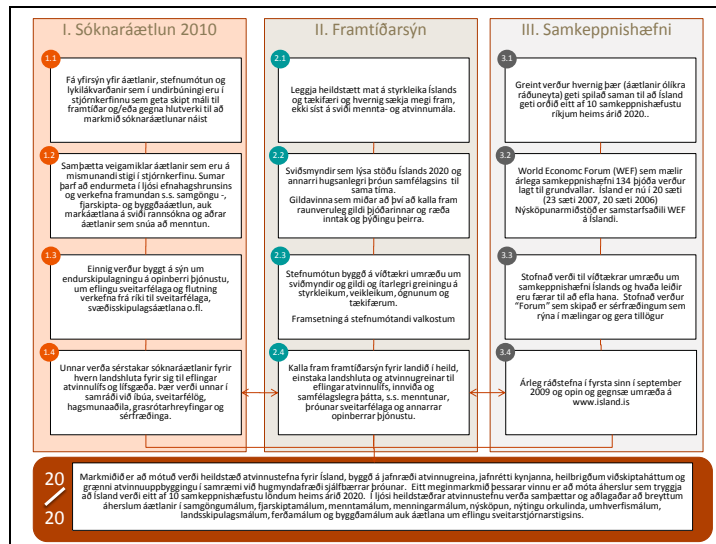 I. Sóknaráætlun 2010
1.1
Fá yfirsýn yfir áætlanir, stefnumótun og
lykilákvarðanir sem í undirbúningi eru í
stjórnkerfinu sem geta skipt máli til
framtíðar og/eða gegna hlutverki til að
markmið sóknaráætlunar náist
1.2
Samþætta veigamiklar áætlanir sem eru á
mismunandi stigi í stjórnkerfinu. Sumar
þarf að endurmeta í ljósi efnahagshrunsins
og verkefna framundan s.s. samgöngu -,
fjarskipta- og byggðaáætlun, auk
markáætlana á sviði rannsókna og aðrar
áætlanir sem snúa að menntun.
1.3
Einnig verður byggt á sýn um
endurskipulagningu á opinberri þjónustu,
um eflingu sveitarfélaga og flutning
verkefna frá ríki til sveitarfélaga,
svæðisskipulagsáætlana o.fl.
1.4
Unnar verða sérstakar sóknaráætlanir fyrir
hvern landshluta fyrir sig til eflingar
atvinnulífs og lífsgæða. Þær verði unnar í
samráði við íbúa, sveitarfélög,
hagsmunaaðila, grasrótarhreyfingar og
sérfræðinga.
II. Framtíðarsýn
2.1
Leggja heildstætt mat á styrkleika Íslands
og tækifæri og hvernig sækja megi fram,
ekki síst á sviði mennta- og atvinnumála.
2.2
Sviðsmyndir sem lýsa stöðu Íslands 2020 og
annarri hugsanlegri þróun samfélagsins til
sama tíma.
Gildavinna sem miðar að því að kalla fram
raunveruleg gildi þjóðarinnar og ræða
inntak og þýðingu þeirra.
2.3
Stefnumótun byggð á víðtækri umræðu um
sviðmyndir og gildi og ítarlegri greiningu á
styrkleikum, veikleikum, ógnunum og
tækifærum.
Framsetning á stefnumótandi valkostum
2.4
Kalla fram framtíðarsýn fyrir landið í heild,
einstaka landshluta og atvinnugreinar til
eflingar atvinnulífs, innviða og
samfélagslegra þátta, s.s. menntunar,
þróunar sveitarfélaga og annarrar
opinberrar þjónustu.
III. Samkeppnishæfni
3.1
Greint verður hvernig þær (áætlanir ólíkra
ráðuneyta) geti spilað saman til að Ísland
geti orðið eitt af 10 samkeppnishæfustu
ríkjum heims árið 2020..
3.2
World Economc Forum (WEF) sem mælir
árlega samkeppnishæfni 134 þjóða verður
lagt til grundvallar. Ísland er nú í 20 sæti
(23 sæti 2007, 20 sæti 2006)
Nýsköpunarmiðstöð er samstarfsaðili WEF
á Íslandi.
3.3
Stofnað verði til víðtækrar umræðu um
samkeppnishæfni Íslands og hvaða leiðir
eru færar til að efla hana. Stofnað verður
"Forum" sem skipað er sérfræðingum sem
rýna í mælingar og gera tillögur
3.4
Árleg ráðstefna í fyrsta sinn í september
2009 og opin og gegnsæ umræða á
www.island.is
20
20
Markmiðið er að mótuð verði heildstæð atvinnustefna fyrir Ísland, byggð á jafnræði atvinnugreina, jafnrétti kynjanna, heilbrigðum viðskiptaháttum og
grænni atvinnuuppbyggingu í samræmi við hugmyndafræði sjálfbærrar þróunar. Eitt meginmarkmið þessarar vinnu er að móta áherslur sem tryggja
að Ísland verði eitt af 10 samkeppnishæfustu löndum heims árið 2020. Í ljósi heildstæðrar atvinnustefnu verða samþættar og aðlagaðar að breyttum
áherslum áætlanir í samgöngumálum, fjarskiptamálum, menntamálum, menningarmálum, nýsköpun, nýtingu orkulinda, umhverfismálum,
landsskipulagsmálum, ferðamálum og byggðamálum auk áætlana um eflingu sveitarstjórnarstigsins.